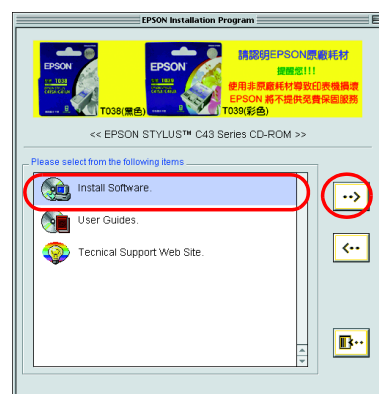 EPSON Installation Program
EPSON
T038
EPSON
T039
請認明EPSON原廠耗材
提醒您!!!
使用非原廠耗材導致印表機損壞
EPSON 將不提供免費保固服務
T038(黑色)
T039(彩色)
<< EPSON STYLUS™ C43 Series CD-ROM >>
Please select from the following items
Install Software.
User Guides.
Tecnical Support Web Site.